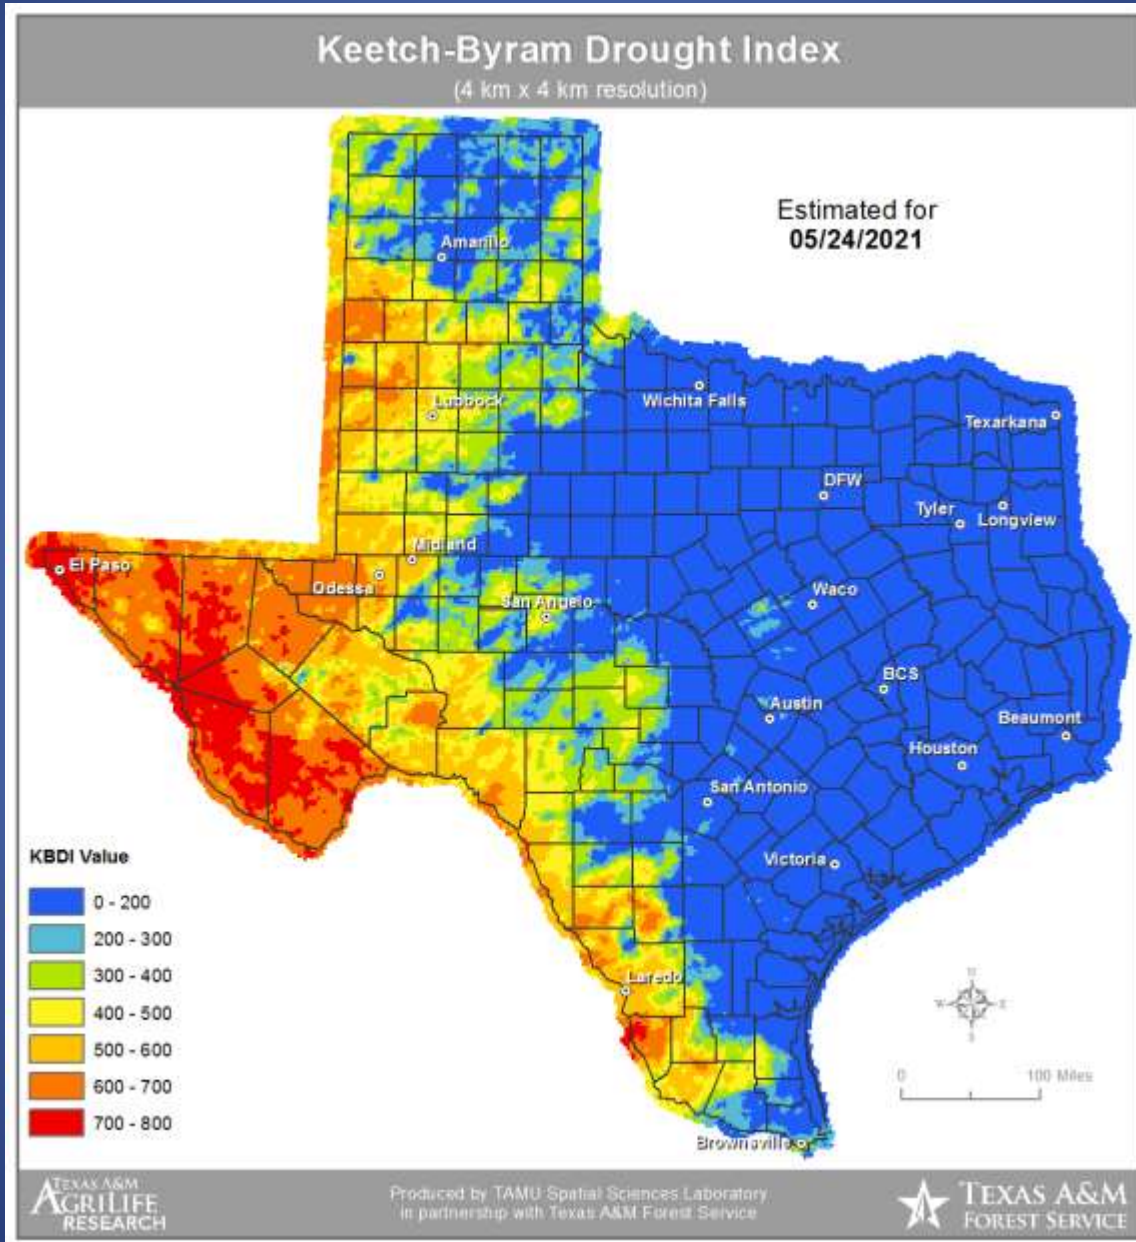 Keetch-Byram Drought Index
(4 km x 4 km resolution)
Estimated for
05/24/2021
Amarillo
Lubbock
Wichita Falls
Texarkana
DFW
Tyler
Longview
Midland
El Paso
Odessa
San Angelo
Waco
BCS
Austin
Beaumont
Houston
San Antonio
Victoria
Laredo
Brownsville
KBDI Value
0 - 200
200 - 300
300 - 400
400 - 500
500 - 600
600 - 700
700 - 800
N
W E
S
0 100 Miles
TEXAS A&M
AGRILIFE
RESEARCH
Produced by TAMU Spatial Sciences Laboratory
in partnership with Texas A&M Forest Service
TEXAS A&M
FOREST SERVICE